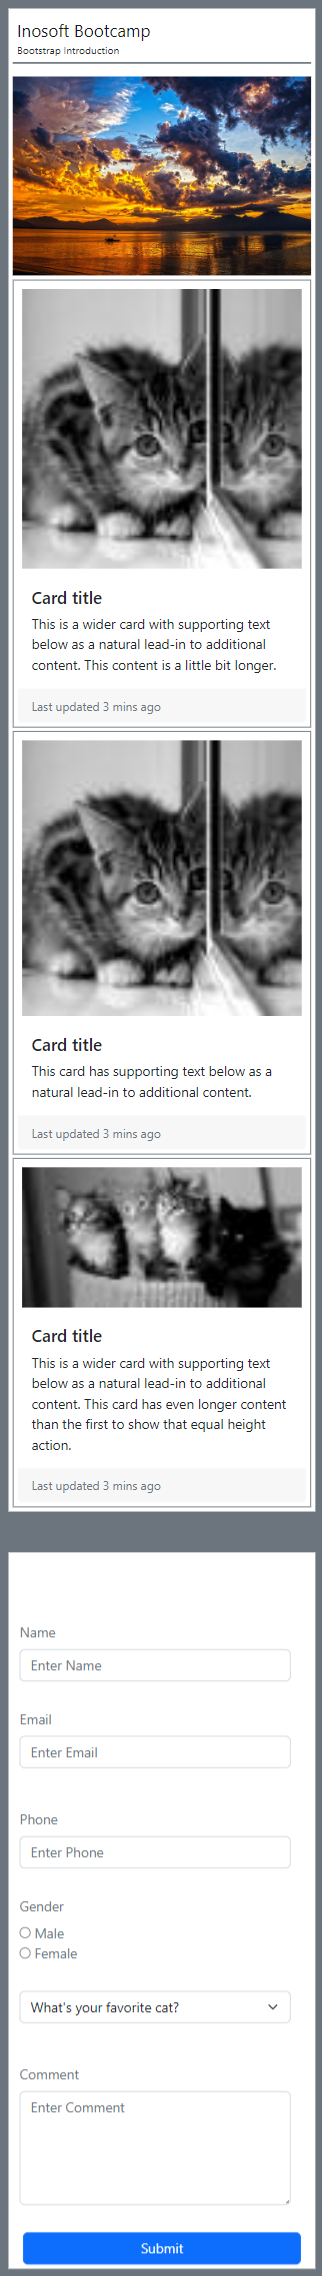 Inosoft Bootcamp
Bootstrap Introduction
Card title
This is a wider card with supporting text
below as a natural lead-in to additional
content. This content is a little bit longer.
Last updated 3 mins ago
Card title
This card has supporting text below as a
natural lead-in to additional content.
Last updated 3 mins ago
Card title
This is a wider card with supporting text
below as a natural lead-in to additional
content. This card has even longer content
than the first to show that equal height
action.
Last updated 3 mins ago
Name
Enter Name
Email
Enter Email
Phone
Enter Phone
Gender
Male
Female
What's your favorite cat?
Comment
Enter Comment
Submit